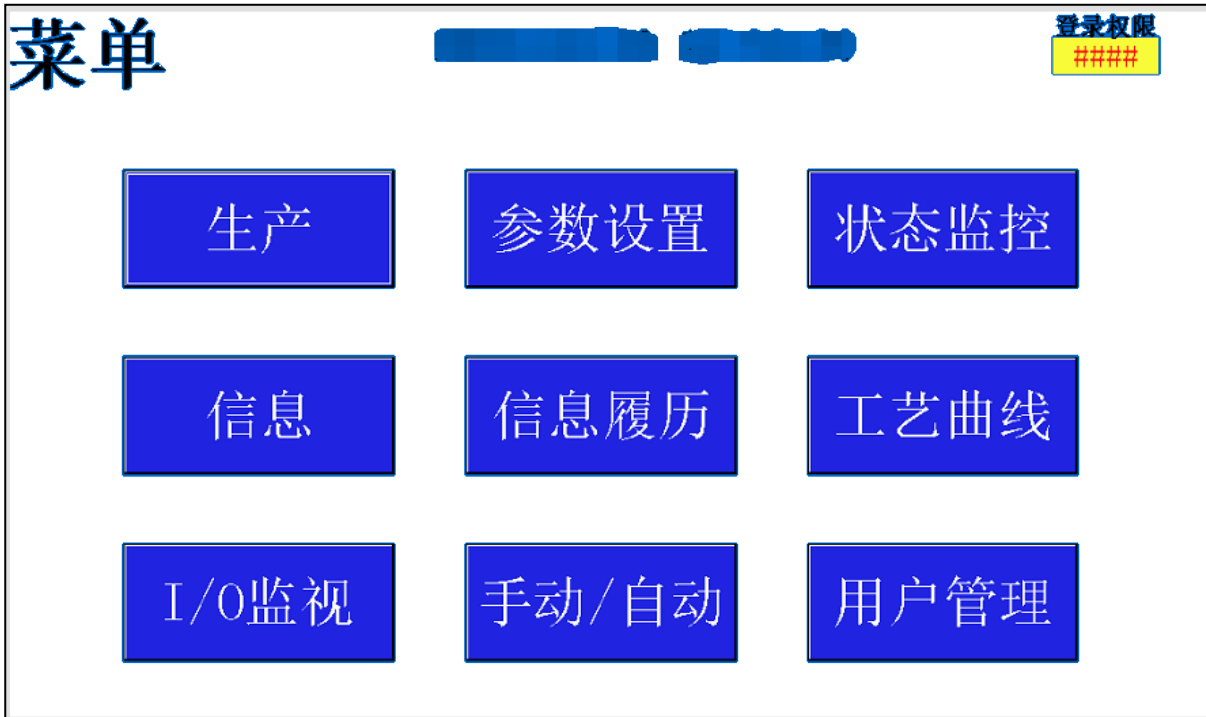 菜单
登录权限
####
生产
参数设置
状态监控
信息
信息履历
工艺曲线
I/O监视
手动/自动
用户管理